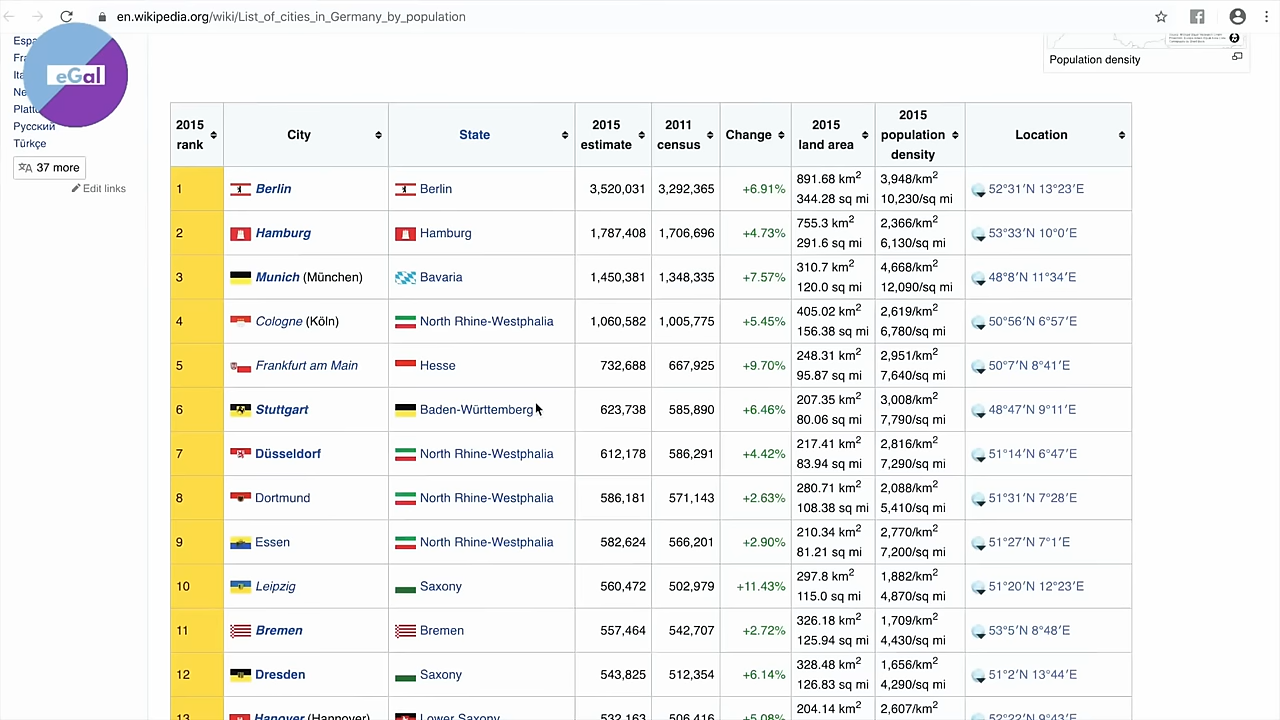 en.wikipedia.org/wiki/List_of_cities_in_Germany_by_population
eGal
Русский
Türkçe
37 more
Edit links
Population density
2015 rank City State 2015 estimate 2011 census Change 2015 land area 2015 population density Location
1 Berlin Berlin 3,520,031 3,292,365 +6.91% 891.68 km² 344.28 sq mi 3,948/km² 10,230/sq mi 52°31′N 13°23′E
2 Hamburg Hamburg 1,787,408 1,706,696 +4.73% 755.3 km² 291.6 sq mi 2,366/km² 6,130/sq mi 53°33′N 10°0′E
3 Munich (München) Bavaria 1,450,381 1,348,335 +7.57% 310.7 km² 120.0 sq mi 4,668/km² 12,090/sq mi 48°8′N 11°34′E
4 Cologne (Köln) North Rhine-Westphalia 1,060,582 1,005,775 +5.45% 405.02 km² 156.38 sq mi 2,619/km² 6,780/sq mi 50°56′N 6°57′E
5 Frankfurt am Main Hesse 732,688 667,925 +9.70% 248.31 km² 95.87 sq mi 2,951/km² 7,640/sq mi 50°7′N 8°41′E
6 Stuttgart Baden-Württemberg 623,738 585,890 +6.46% 207.35 km² 80.06 sq mi 3,008/km² 7,790/sq mi 48°47′N 9°11′E
7 Düsseldorf North Rhine-Westphalia 612,178 586,291 +4.42% 217.41 km² 83.94 sq mi 2,816/km² 7,290/sq mi 51°14′N 6°47′E
8 Dortmund North Rhine-Westphalia 586,181 571,143 +2.63% 280.71 km² 108.38 sq mi 2,088/km² 5,410/sq mi 51°31′N 7°28′E
9 Essen North Rhine-Westphalia 582,624 566,201 +2.90% 210.34 km² 81.21 sq mi 2,770/km² 7,200/sq mi 51°27′N 7°1′E
10 Leipzig Saxony 560,472 502,979 +11.43% 297.8 km² 115.0 sq mi 1,882/km² 4,870/sq mi 51°20′N 12°23′E
11 Bremen Bremen 557,464 542,707 +2.72% 326.18 km² 125.94 sq mi 1,709/km² 4,430/sq mi 53°5′N 8°48′E
12 Dresden Saxony 543,825 512,354 +6.14% 328.48 km² 126.83 sq mi 1,656/km² 4,290/sq mi 51°2′N 13°44′E
13 Hanover (Hannover) Lower Saxony 532,163 506,416 +5.08% 204.14 km² 2,607/km² 52°22′N 9°43′E